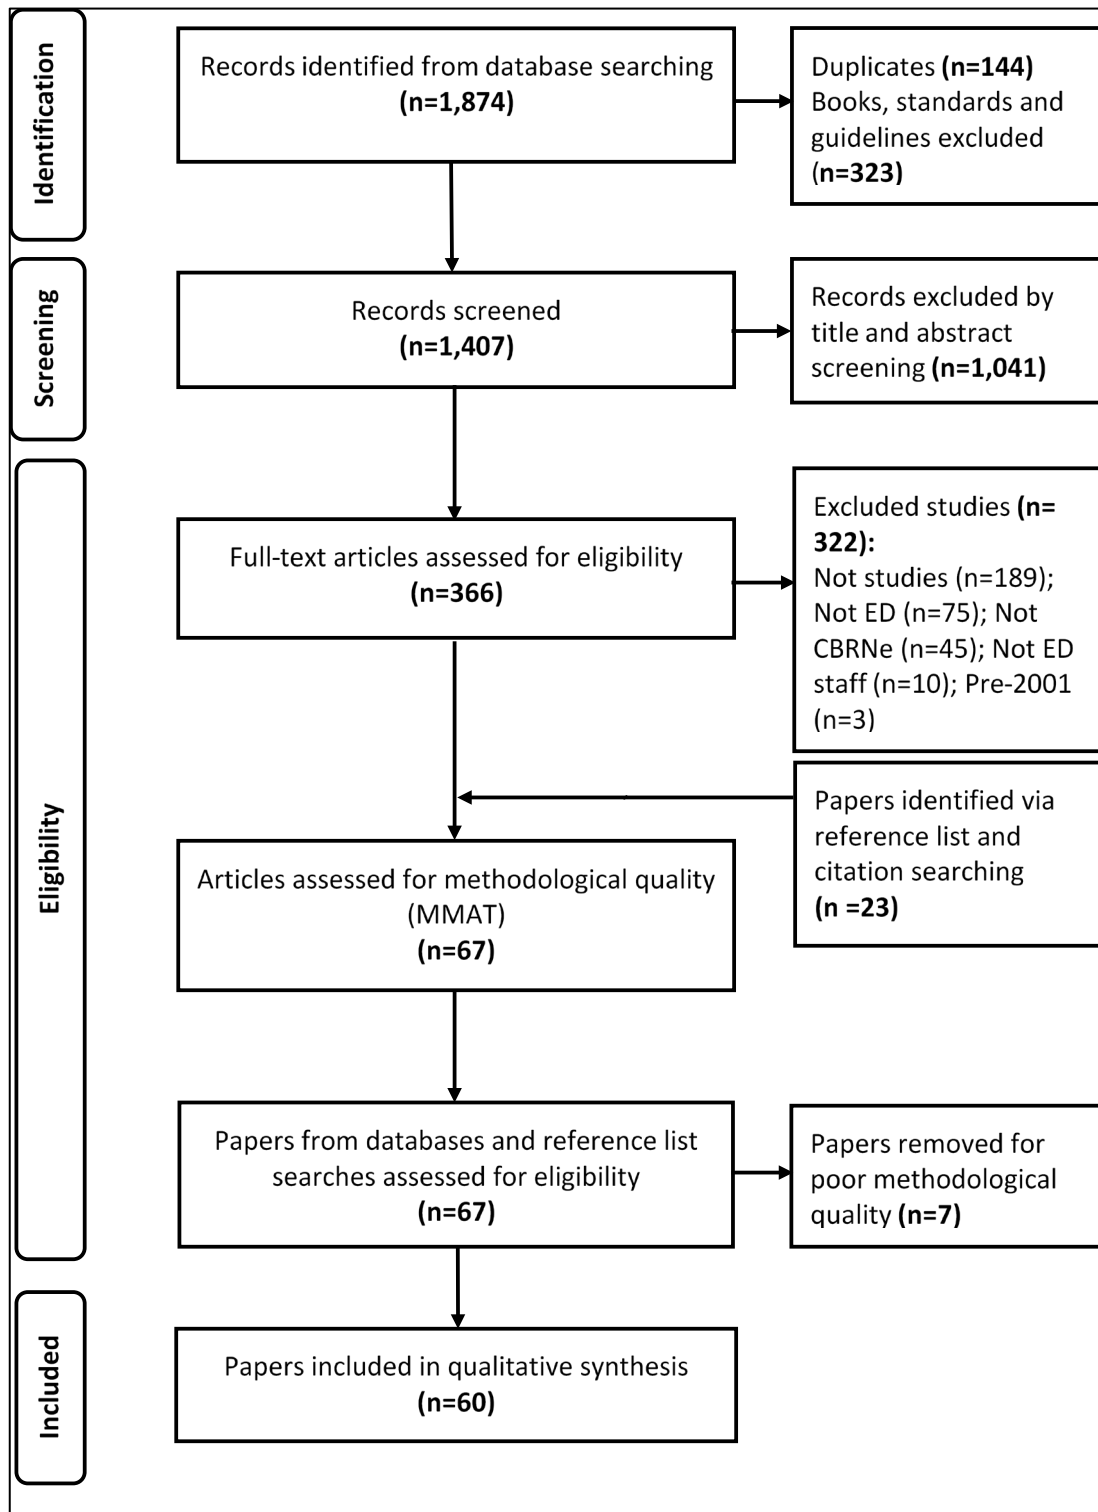 Identification
Records identified from database searching
(n=1,874)
Duplicates (n=144)
Books, standards and
guidelines excluded
(n=323)
Screening
Records screened
(n=1,407)
Records excluded by
title and abstract
screening (n=1,041)
Eligibility
Full-text articles assessed for eligibility
(n=366)
Excluded studies (n=
322):
Not studies (n=189);
Not ED (n=75); Not
CBRNe (n=45); Not ED
staff (n=10); Pre-2001
(n=3)
Papers identified via
reference list and
citation searching
(n =23)
Articles assessed for methodological quality
(MMAT)
(n=67)
Papers from databases and reference list
searches assessed for eligibility
(n=67)
Papers removed for
poor methodological
quality (n=7)
Included
Papers included in qualitative synthesis
(n=60)